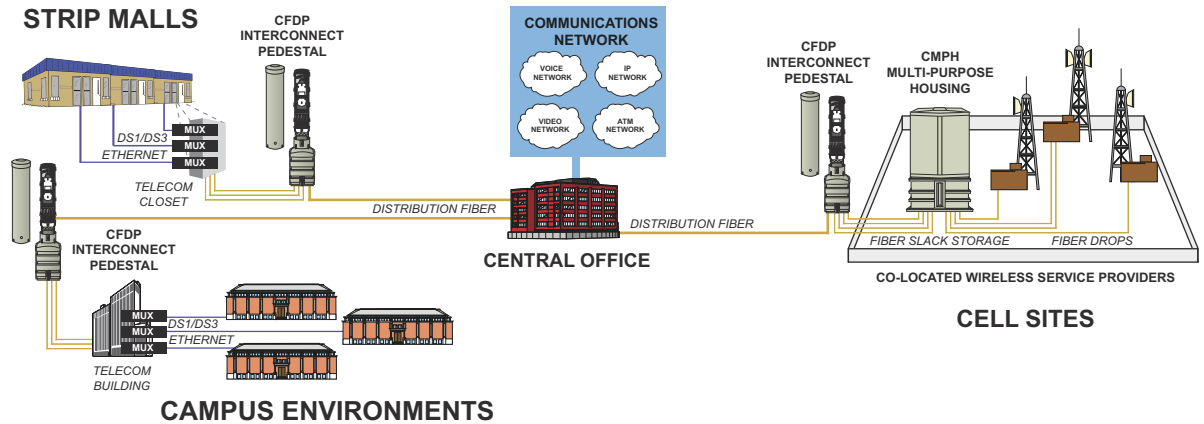 STRIP MALLS
CFDP
INTERCONNECT
PEDESTAL
MUX
DS1/DS3
MUX
ETHERNET
MUX
TELECOM
CLOSET
DISTRIBUTION FIBER
COMMUNICATIONS
NETWORK
VOICE
NETWORK
IP
NETWORK
VIDEO
NETWORK
ATM
NETWORK
CENTRAL OFFICE
DISTRIBUTION FIBER
CFDP
INTERCONNECT
PEDESTAL
CMPH
MULTI-PURPOSE
HOUSING
FIBER SLACK STORAGE
FIBER DROPS
CO-LOCATED WIRELESS SERVICE PROVIDERS
CELL SITES
CFDP
INTERCONNECT
PEDESTAL
MUX
DS1/DS3
MUX
ETHERNET
MUX
TELECOM
BUILDING
CAMPUS ENVIRONMENTS